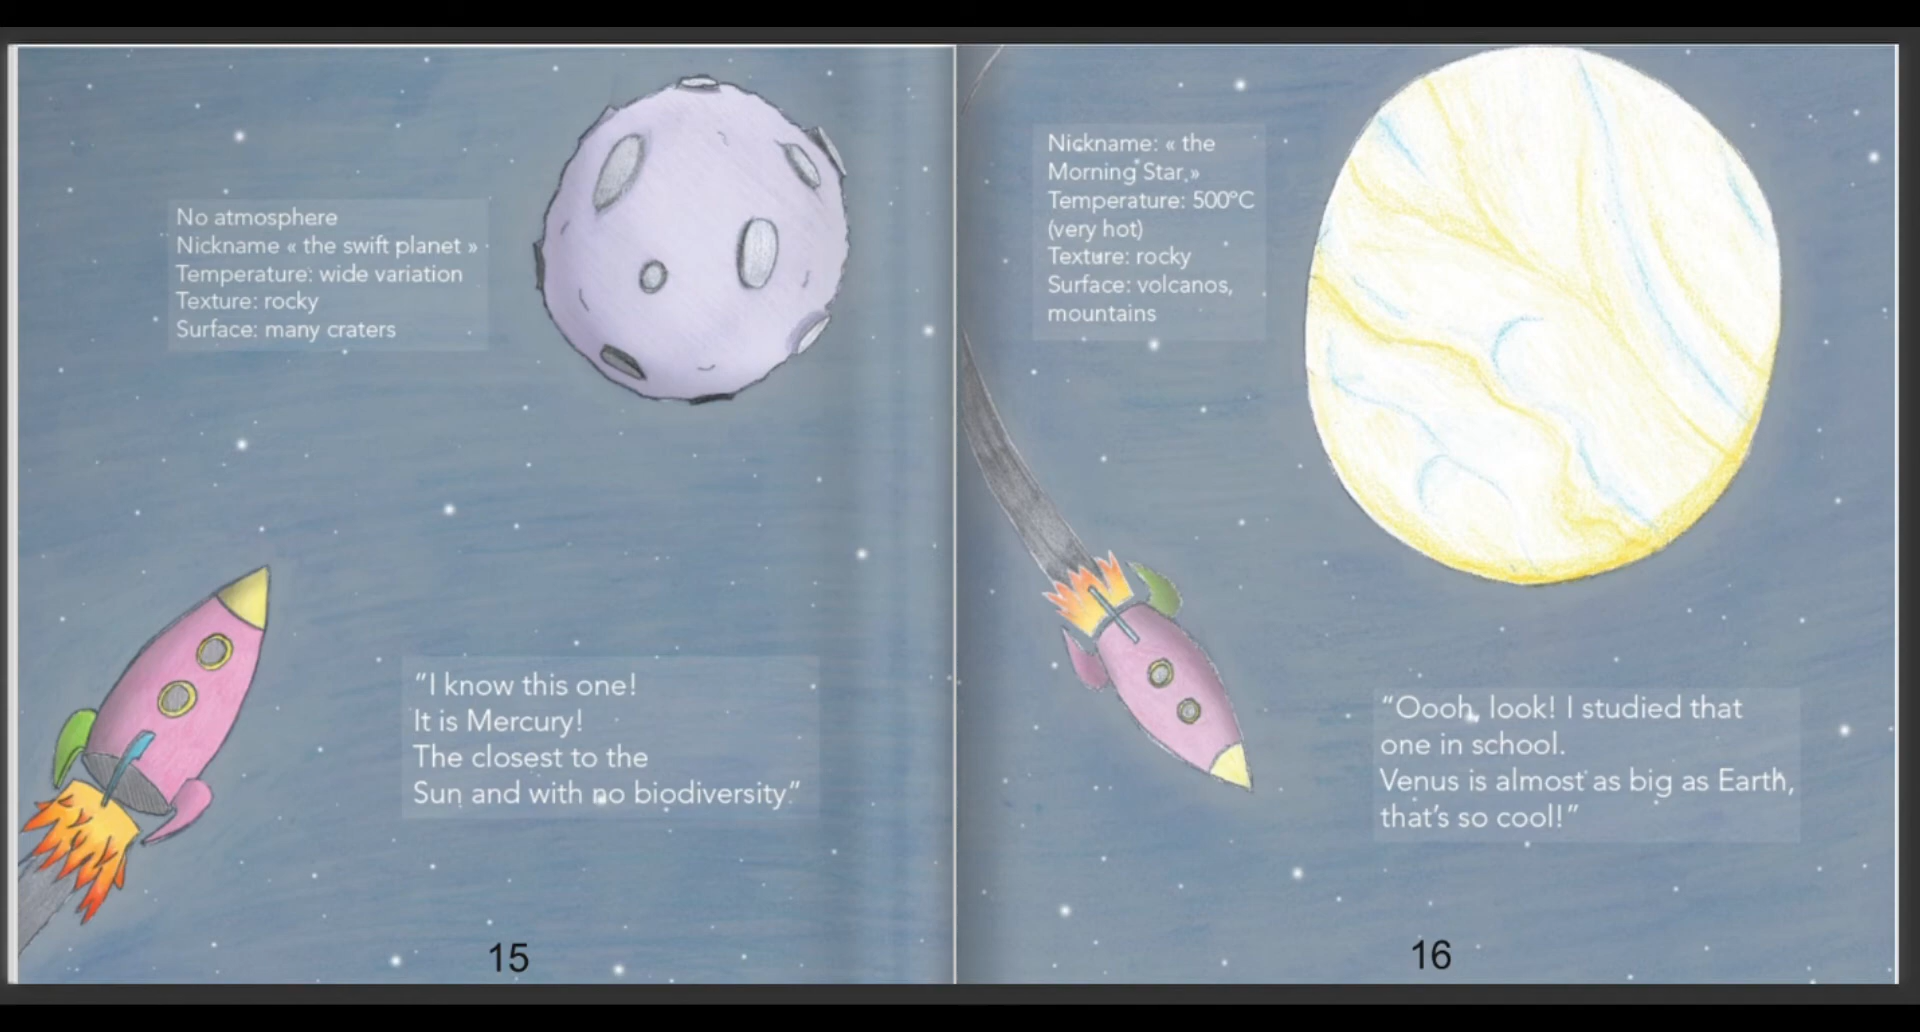 No atmosphere
Nickname « the swift planet »
Temperature: wide variation
Texture: rocky
Surface: many craters
"I know this one!
It is Mercury!
The closest to the
Sun and with no biodiversity"
15
Nickname: « the
Morning Star »
Temperature: 500°C
(very hot)
Texture: rocky
Surface: volcanos,
mountains
"Oooh, look! I studied that
one in school.
Venus is almost as big as Earth,
that's so cool!"
16